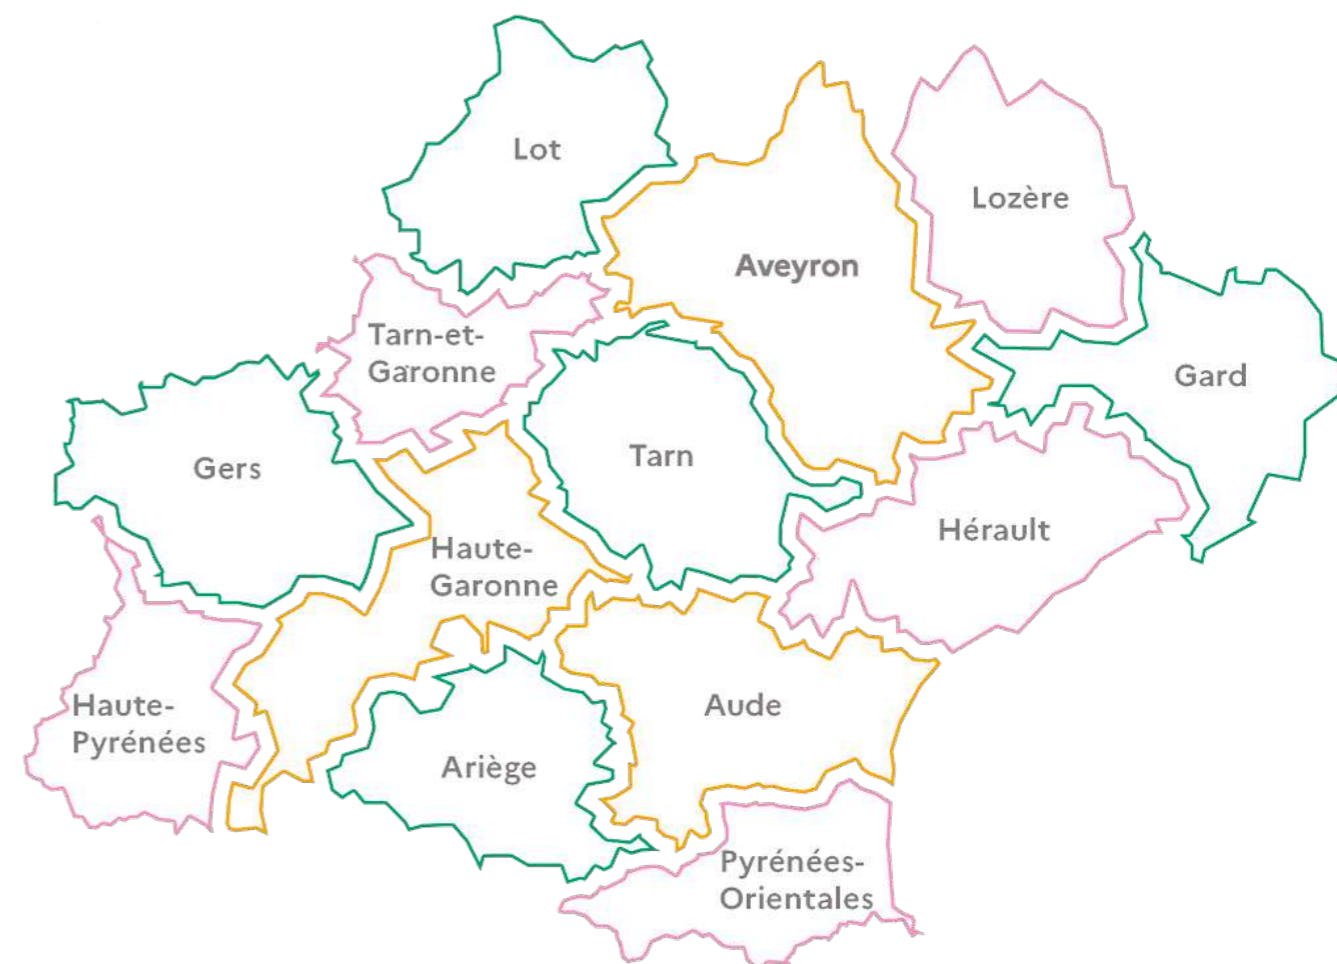 Lot
Lozère
Aveyron
Tarn-et-
Garonne
Gard
Gers
Tarn
Hérault
Haute-
Garonne
Haute-
Pyrénées
Aude
Ariège
Pyrénées-
Orientales